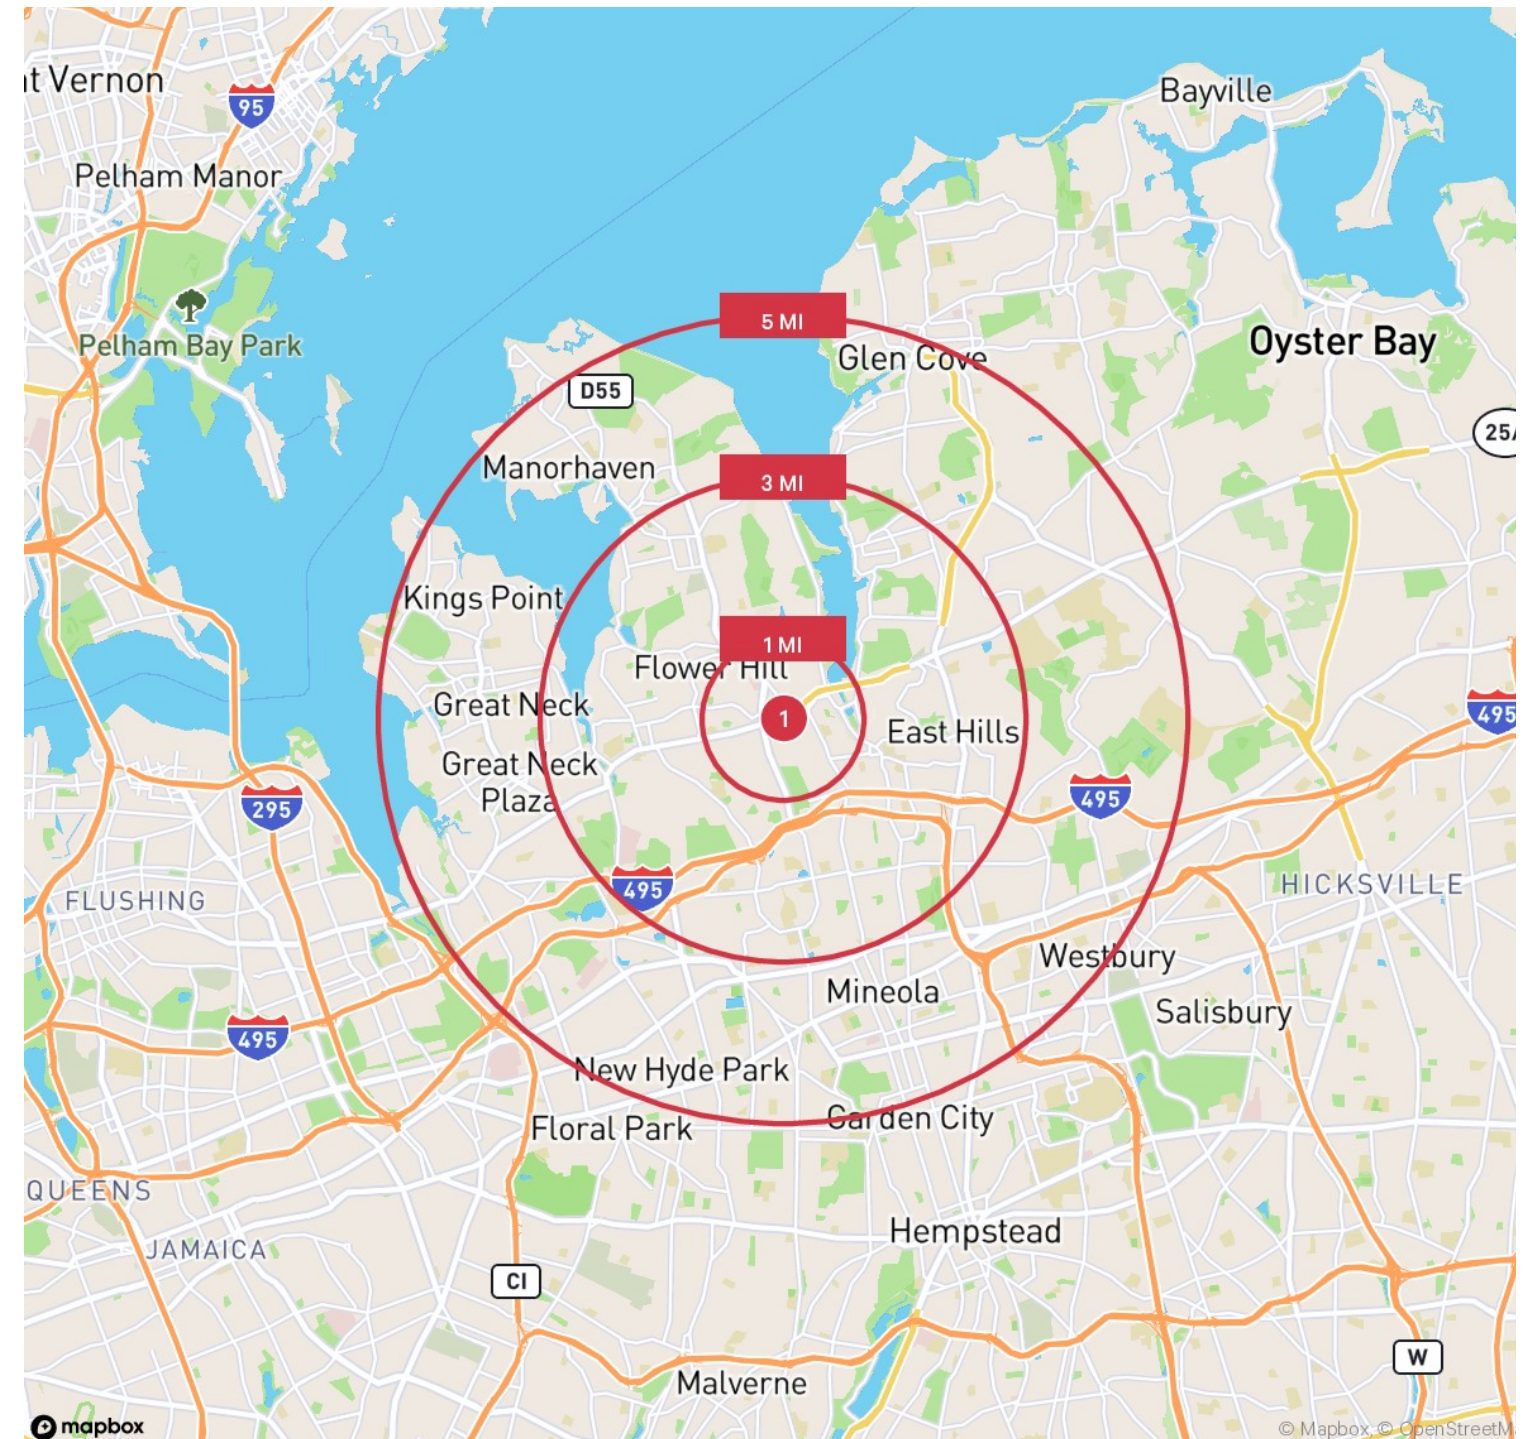 nt Vernon
95
Bayville
Pelham Manor
5 MI
Pelham Bay Park
Glen Cove
Oyster Bay
D55
25A
Manorhaven
3 MI
Kings Point
1 MI
Flower Hill
Great Neck
1
East Hills
495
Great Neck
Plaza
295
495
495
FLUSHING
HICKSVILLE
Westbury
Mineola
Salisbury
495
New Hyde Park
Garden City
Floral Park
QUEENS
Hempstead
JAMAICA
CI
W
Malverne
mapbox
© Mapbox, © OpenStreetM